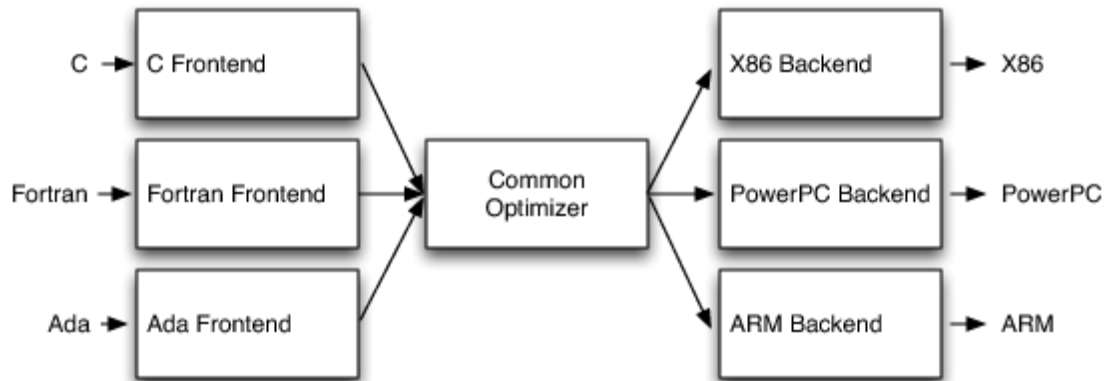 C
C Frontend
X86 Backend
X86
Fortran
Fortran Frontend
Common
Optimizer
PowerPC Backend
PowerPC
Ada
Ada Frontend
ARM Backend
ARM